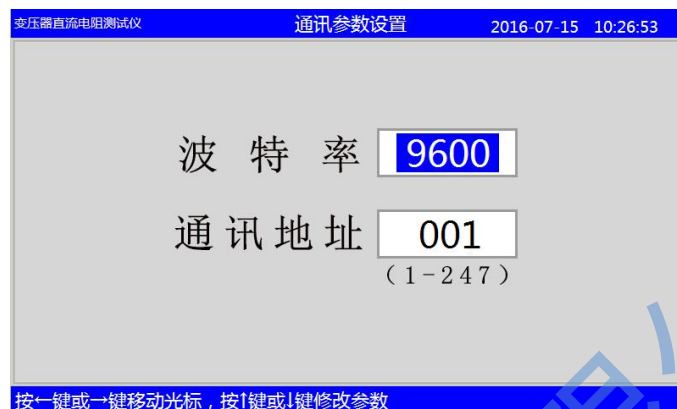 变压器直流电阻测试仪 通讯参数设置 2016-07-15 10:26:53
波特率 9600
通讯地址 001
(1-247)
按←键或→键移动光标，按↑键或↓键修改参数